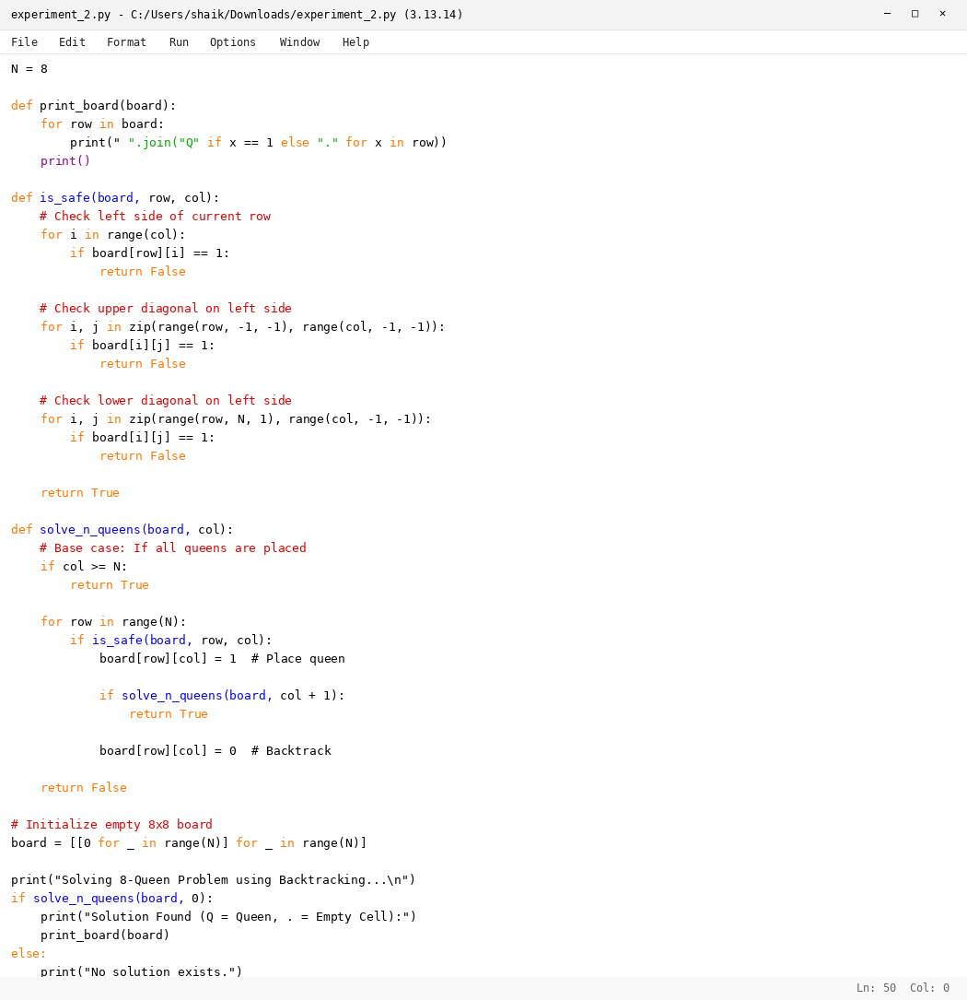 experiment_2.py - C:/Users/shaik/Downloads/experiment_2.py (3.13.14)
File Edit Format Run Options Window Help
N = 8

def print_board(board):
    for row in board:
        print(" ".join("Q" if x == 1 else "." for x in row))
    print()

def is_safe(board, row, col):
    # Check left side of current row
    for i in range(col):
        if board[row][i] == 1:
            return False

    # Check upper diagonal on left side
    for i, j in zip(range(row, -1, -1), range(col, -1, -1)):
        if board[i][j] == 1:
            return False

    # Check lower diagonal on left side
    for i, j in zip(range(row, N, 1), range(col, -1, -1)):
        if board[i][j] == 1:
            return False

    return True

def solve_n_queens(board, col):
    # Base case: If all queens are placed
    if col >= N:
        return True

    for row in range(N):
        if is_safe(board, row, col):
            board[row][col] = 1  # Place queen

            if solve_n_queens(board, col + 1):
                return True

            board[row][col] = 0  # Backtrack

    return False

# Initialize empty 8x8 board
board = [[0 for _ in range(N)] for _ in range(N)]

print("Solving 8-Queen Problem using Backtracking...\n")
if solve_n_queens(board, 0):
    print("Solution Found (Q = Queen, . = Empty Cell):")
    print_board(board)
else:
    print("No solution exists.")
Ln: 50 Col: 0